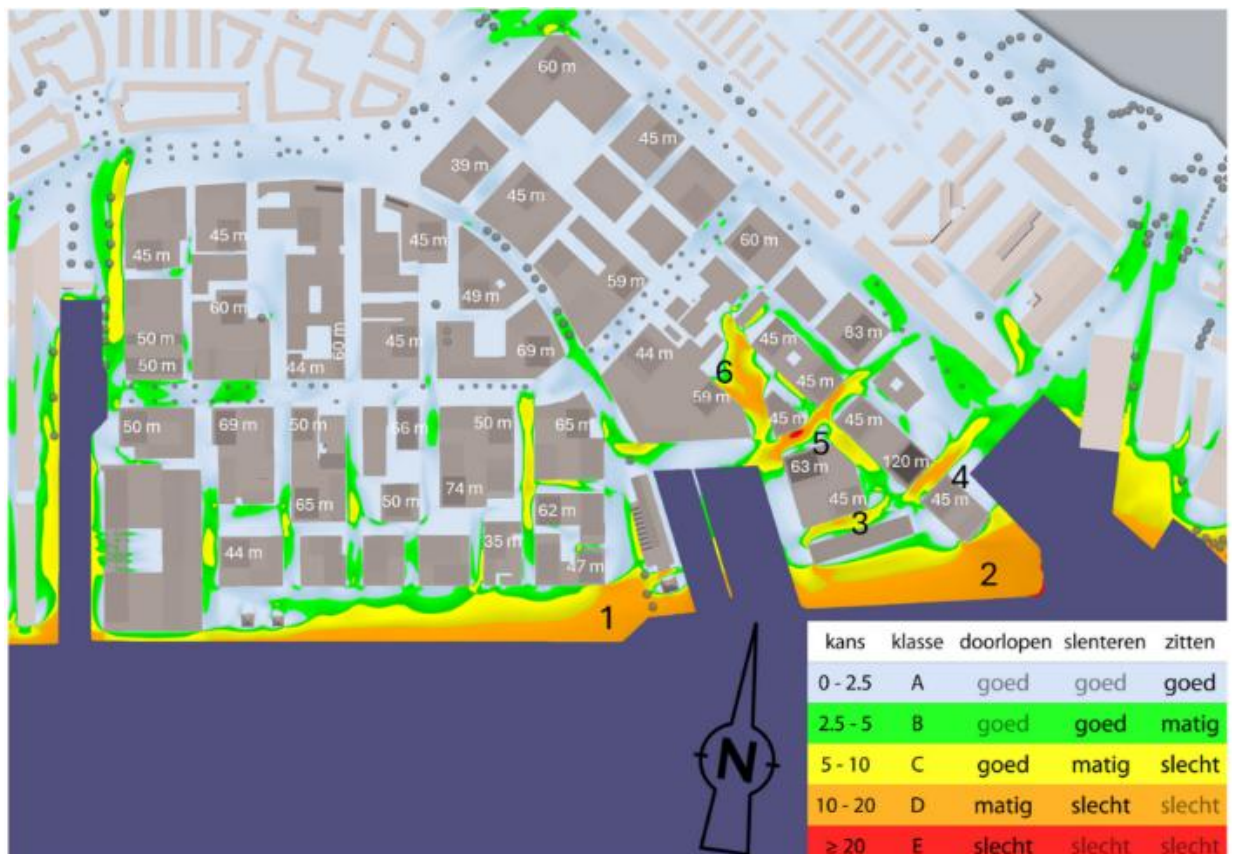 60 m
45 m
39 m
45 m
45 m
45 m
45 m
60 m
59 m
49 m
60 m
45 m
83 m
50 m
60 m
45 m
69 m
44 m
6
45 m
50 m
44 m
59 m
45 m
45 m
5
50 m
69 m
50 m
56 m
50 m
65 m
63 m
120 m
4
74 m
45 m
45 m
65 m
50 m
62 m
3
44 m
35 m
47 m
2
1
N
kans klasse doorlopen slenteren zitten
0 - 2.5 A goed goed goed
2.5 - 5 B goed goed matig
5 - 10 C goed matig slecht
10 - 20 D matig slecht slecht
≥ 20 E slecht slecht slecht